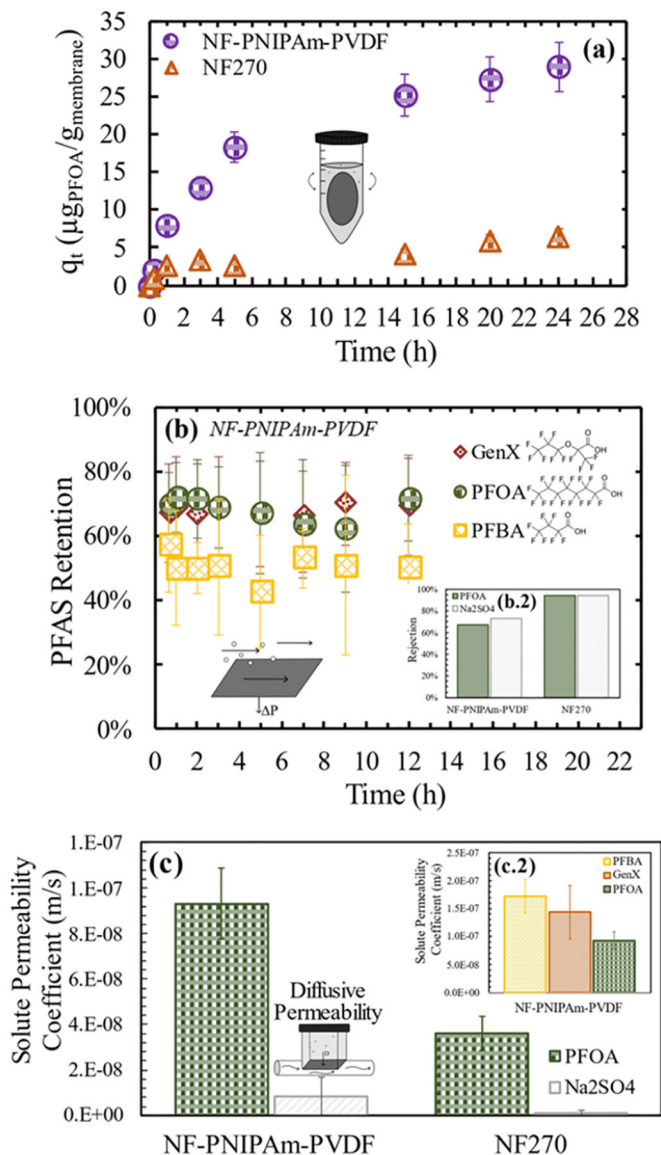 (a)
NF-PNIPAm-PVDF
NF270
35
30
25
20
15
10
5
0
qt (µgPFOA/gmembrane)
0 2 4 6 8 10 12 14 16 18 20 22 24 26 28
Time (h)
(b) NF-PNIPAm-PVDF
GenX
PFOA
PFBA
100%
80%
60%
40%
20%
0%
PFAS Retention
ΔP
(b.2)
PFOA
Na2SO4
100%
80%
60%
40%
20%
0%
Rejection
NF-PNIPAm-PVDF NF270
0 2 4 6 8 10 12 14 16 18 20 22
Time (h)
(c)
1.E-07
1.E-07
8.E-08
6.E-08
4.E-08
2.E-08
0.E+00
Solute Permeability
Coefficient (m/s)
Diffusive
Permeability
(c.2)
PFBA
GenX
PFOA
2.5E-07
2.0E-07
1.5E-07
1.0E-07
5.0E-08
0.0E+00
Solute Permeability
Coefficient (m/s)
NF-PNIPAm-PVDF
PFOA
Na2SO4
NF-PNIPAm-PVDF NF270